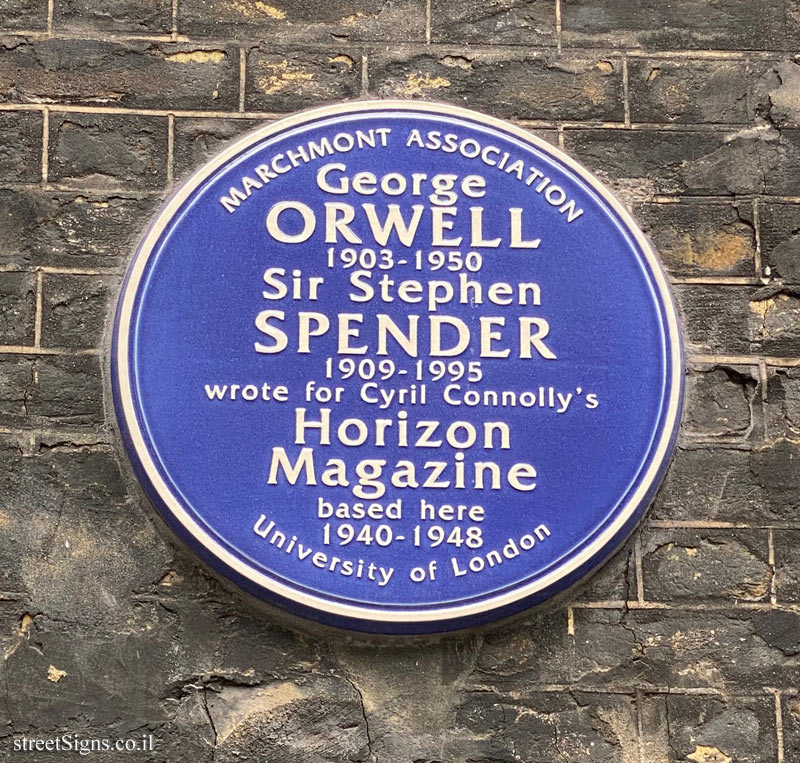 MARCHMONT ASSOCIATION
George
ORWELL
1903-1950
Sir Stephen
SPENDER
1909-1995
wrote for Cyril Connolly's
Horizon
Magazine
based here
1940-1948
University of London
streetSigns.co.il